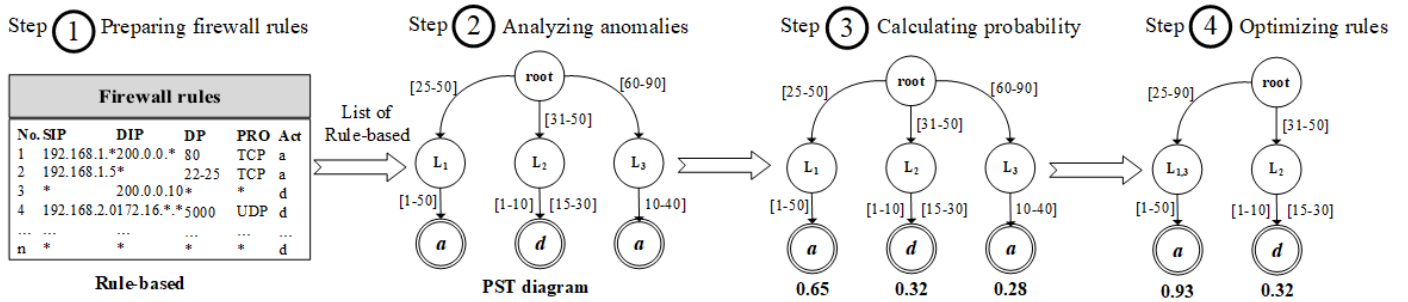 Step 1 Preparing firewall rules
Firewall rules
No. SIP DIP DP PRO Act
1 192.168.1.* 200.0.0.* 80 TCP a
2 192.168.1.5 * 22-25 TCP a
3 * 200.0.0.10 * * d
4 192.168.2.0 172.16.*.* 5000 UDP d
... ... ... ... ... ...
n * * * * d
Rule-based
List of
Rule-based
Step 2 Analyzing anomalies
root
[25-50] [60-90]
[31-50]
L1 L2 L3
[1-50] [1-10] [15-30] 10-40]
a d a
PST diagram
Step 3 Calculating probability
root
[25-50] [60-90]
[31-50]
L1 L2 L3
[1-50] [1-10] [15-30] 10-40]
a d a
0.65 0.32 0.28
Step 4 Optimizing rules
root
[25-90]
[31-50]
L1,3 L2
[1-50] [1-10] [15-30]
a d
0.93 0.32